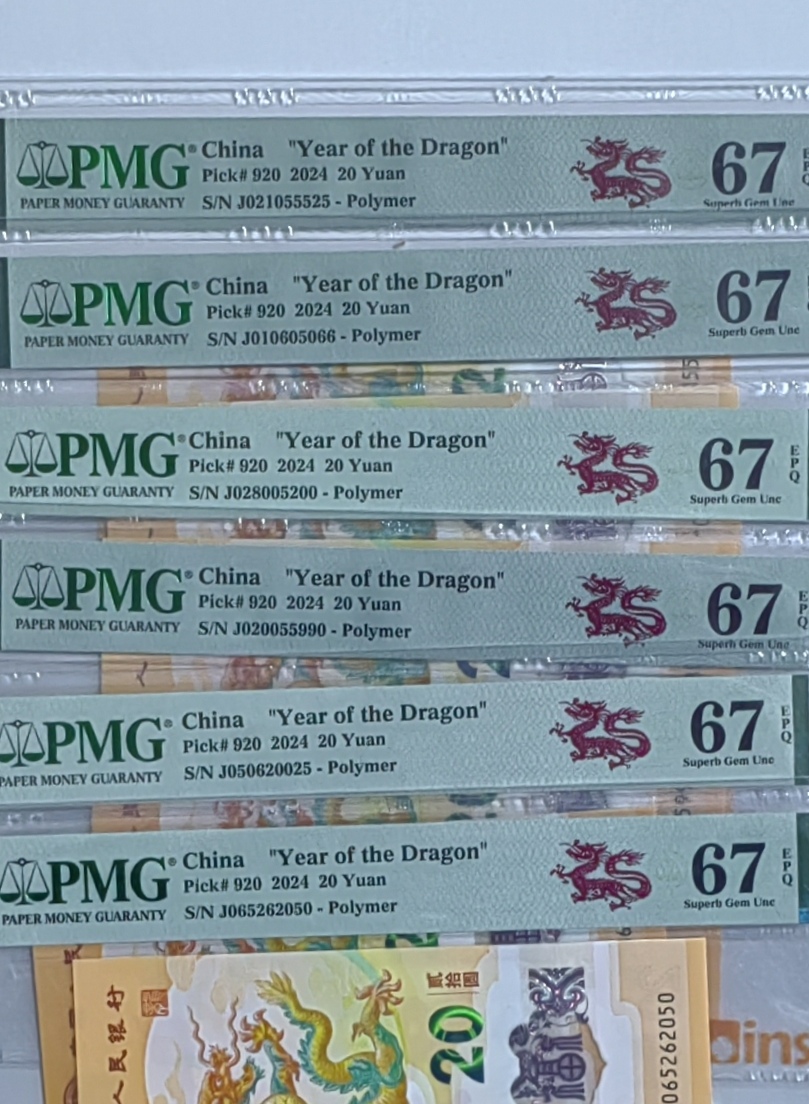 PMG® China "Year of the Dragon" 67
Pick# 920 2024 20 Yuan
PAPER MONEY GUARANTY S/N J021055525 - Polymer Superb Gem Unc
PMG® China "Year of the Dragon" 67
Pick# 920 2024 20 Yuan
PAPER MONEY GUARANTY S/N J010605066 - Polymer Superb Gem Unc
PMG® China "Year of the Dragon" 67 EPQ
Pick# 920 2024 20 Yuan
PAPER MONEY GUARANTY S/N J028005200 - Polymer Superb Gem Unc
PMG® China "Year of the Dragon" 67 EPQ
Pick# 920 2024 20 Yuan
PAPER MONEY GUARANTY S/N J020055990 - Polymer Superb Gem Unc
PMG® China "Year of the Dragon" 67 EPQ
Pick# 920 2024 20 Yuan
PAPER MONEY GUARANTY S/N J050620025 - Polymer Superb Gem Unc
PMG® China "Year of the Dragon" 67 EPQ
Pick# 920 2024 20 Yuan
PAPER MONEY GUARANTY S/N J065262050 - Polymer Superb Gem Unc
人民银行
贰拾圆
20
065262050